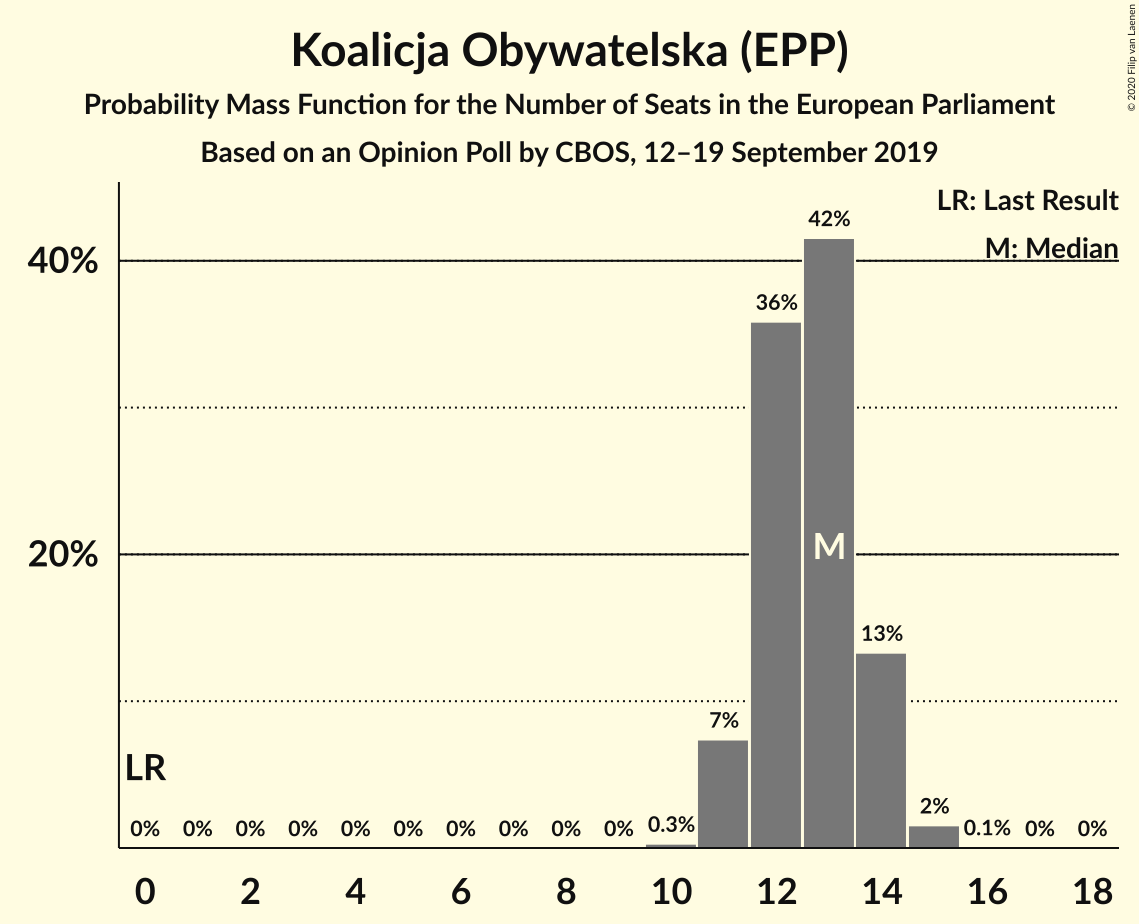 Koalicja Obywatelska (EPP)
Probability Mass Function for the Number of Seats in the European Parliament
Based on an Opinion Poll by CBOS, 12–19 September 2019
© 2020 Filip van Laenen
LR: Last Result
M: Median
40%
20%
42%
36%
M
13%
7%
LR
2%
0% 0% 0% 0% 0% 0% 0% 0% 0% 0% 0.3% 0.1% 0% 0%
0 2 4 6 8 10 12 14 16 18